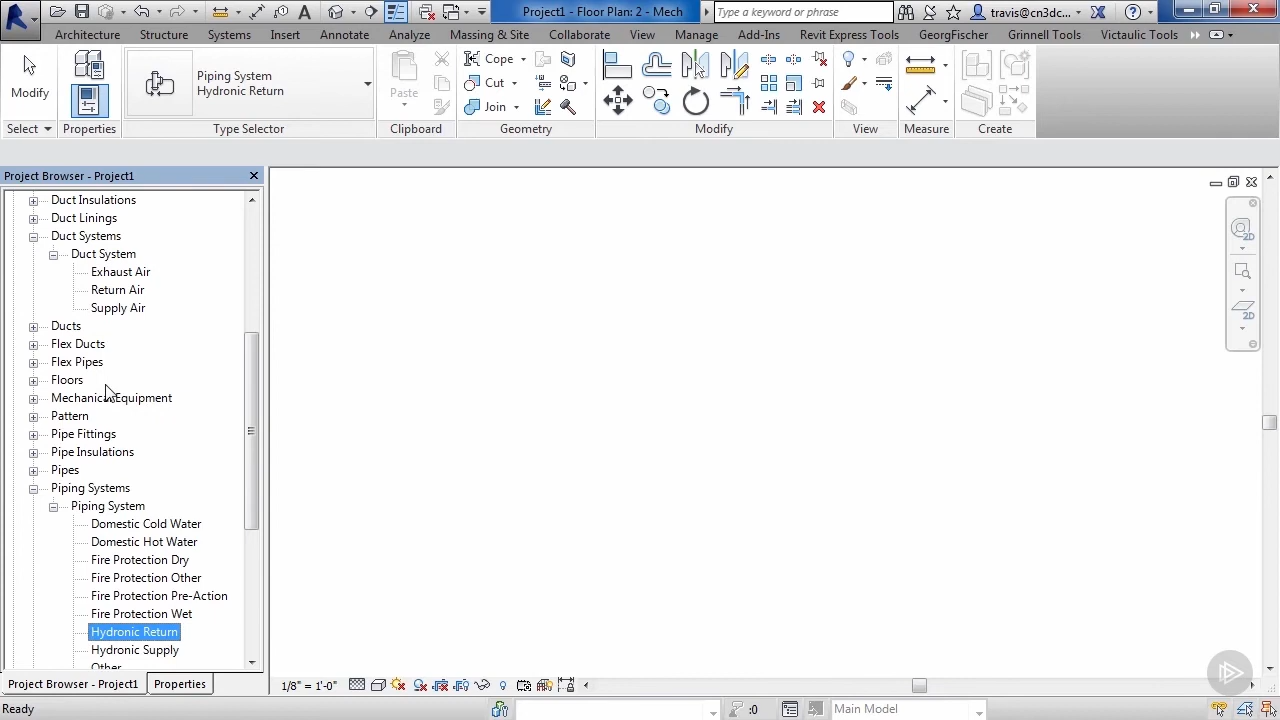 Project1 - Floor Plan: 2 - Mech
Type a keyword or phrase
travis@cn3dc...
Architecture Structure Systems Insert Annotate Analyze Massing & Site Collaborate View Manage Add-Ins Revit Express Tools GeorgFischer Grinnell Tools Victaulic Tools
Modify
Piping System
Hydronic Return
Paste
Cope
Cut
Join
Select Properties Type Selector Clipboard Geometry Modify View Measure Create
Project Browser - Project1
Duct Insulations
Duct Linings
Duct Systems
Duct System
Exhaust Air
Return Air
Supply Air
Ducts
Flex Ducts
Flex Pipes
Floors
Mechanical Equipment
Pattern
Pipe Fittings
Pipe Insulations
Pipes
Piping Systems
Piping System
Domestic Cold Water
Domestic Hot Water
Fire Protection Dry
Fire Protection Other
Fire Protection Pre-Action
Fire Protection Wet
Hydronic Return
Hydronic Supply
Other
2D
2D
Project Browser - Project1 Properties
1/8" = 1'-0"
Ready
:0
Main Model